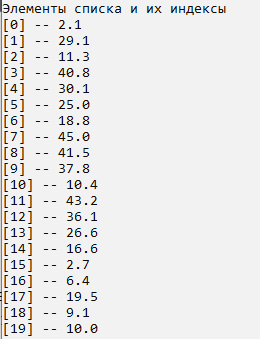 Элементы списка и их индексы
[0] -- 2.1
[1] -- 29.1
[2] -- 11.3
[3] -- 40.8
[4] -- 30.1
[5] -- 25.0
[6] -- 18.8
[7] -- 45.0
[8] -- 41.5
[9] -- 37.8
[10] -- 10.4
[11] -- 43.2
[12] -- 36.1
[13] -- 26.6
[14] -- 16.6
[15] -- 2.7
[16] -- 6.4
[17] -- 19.5
[18] -- 9.1
[19] -- 10.0